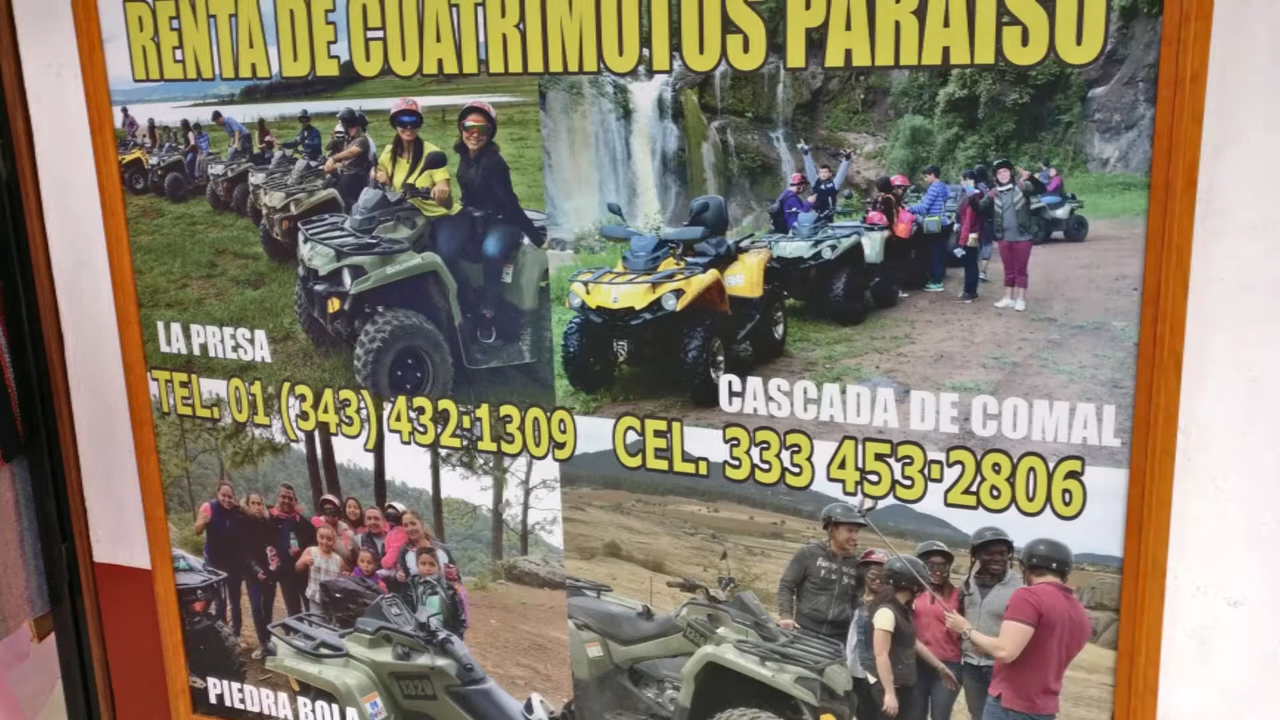 RENTA DE CUATRIMOTOS PARAISO
LA PRESA
CASCADA DE COMAL
TEL. 01 (343) 432·1309 CEL. 333 453·2806
1320
PIEDRA BOLA